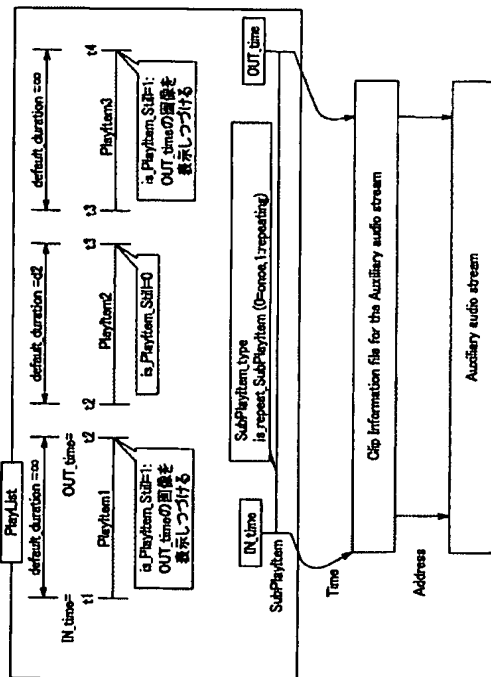 PlayList
default_duration =∞
default_duration =d2
default_duration =∞
IN_time=
OUT_time=
t1
t2
t2
t3
t3
t4
PlayItem1
PlayItem2
PlayItem3
is_PlayItem_Still=1:
OUT_timeの画像を
表示しつづける
is_PlayItem_Still=0
is_PlayItem_Still=1:
OUT_timeの画像を
表示しつづける
IN_time
SubPlayItem_type
is_repeat_SubPlayItem (0=once,1:repeating)
OUT_time
SubPlayItem
Time
Clip Information file for the Auxiliary audio stream
Address
Auxiliary audio stream